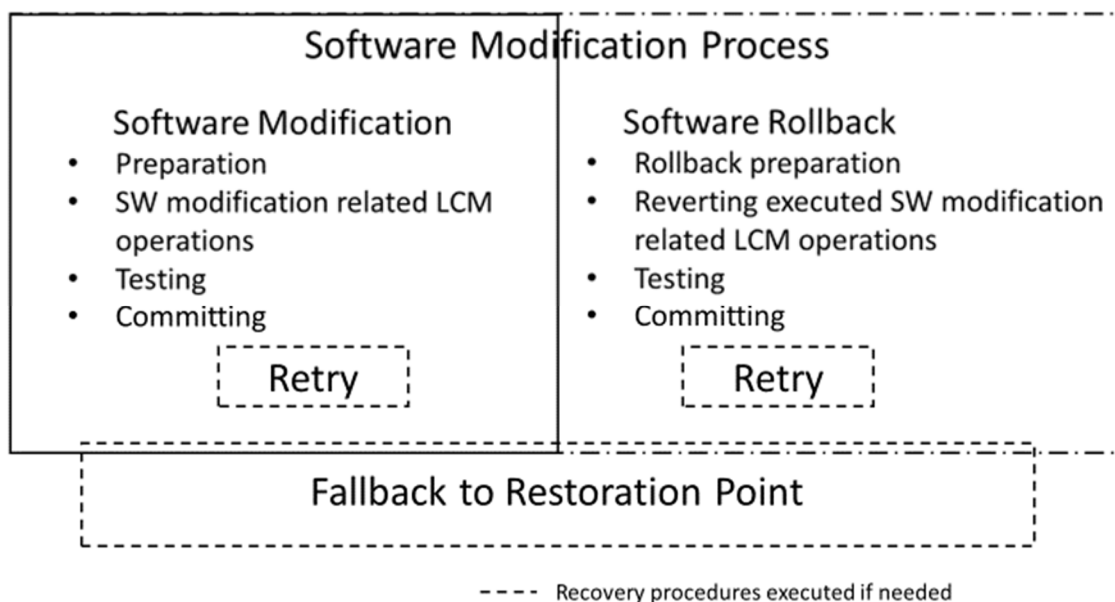 Software Modification Process
Software Modification
• Preparation
• SW modification related LCM
operations
• Testing
• Committing
Retry
Software Rollback
• Rollback preparation
• Reverting executed SW modification
related LCM operations
• Testing
• Committing
Retry
Fallback to Restoration Point
Recovery procedures executed if needed